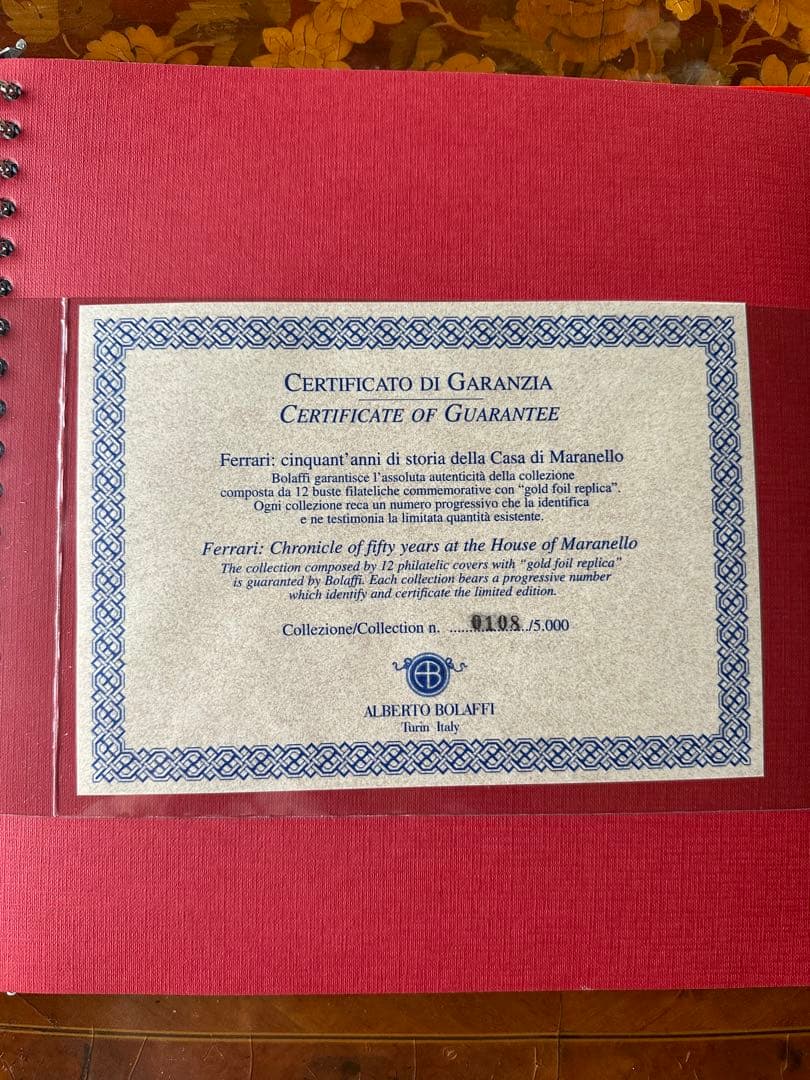 CERTIFICATO DI GARANZIA
CERTIFICATE OF GUARANTEE
Ferrari: cinquant'anni di storia della Casa di Maranello
Bolaffi garantisce l'assoluta autenticità della collezione
composta da 12 buste filateliche commemorative con “gold foil replica”.
Ogni collezione reca un numero progressivo che la identifica
e ne testimonia la limitata quantità esistente.
Ferrari: Chronicle of fifty years at the House of Maranello
The collection composed by 12 philatelic covers with “gold foil replica”
is guaranted by Bolaffi. Each collection bears a progressive number
which identify and certificate the limited edition.
Collezione/Collection n. ......0108../5.000
AB
ALBERTO BOLAFFI
Turin Italy